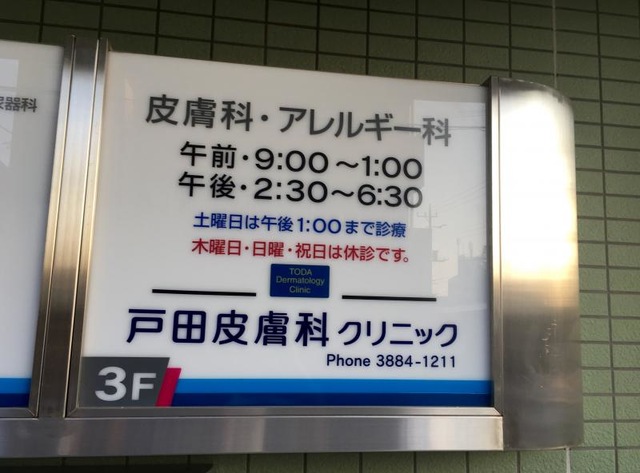 尿器科
皮膚科・アレルギー科
午前・9:00～1:00
午後・2:30～6:30
土曜日は午後1:00まで診療
木曜日・日曜・祝日は休診です。
TODA
Dermatology
Clinic
戸田皮膚科クリニック
Phone 3884-1211
3F